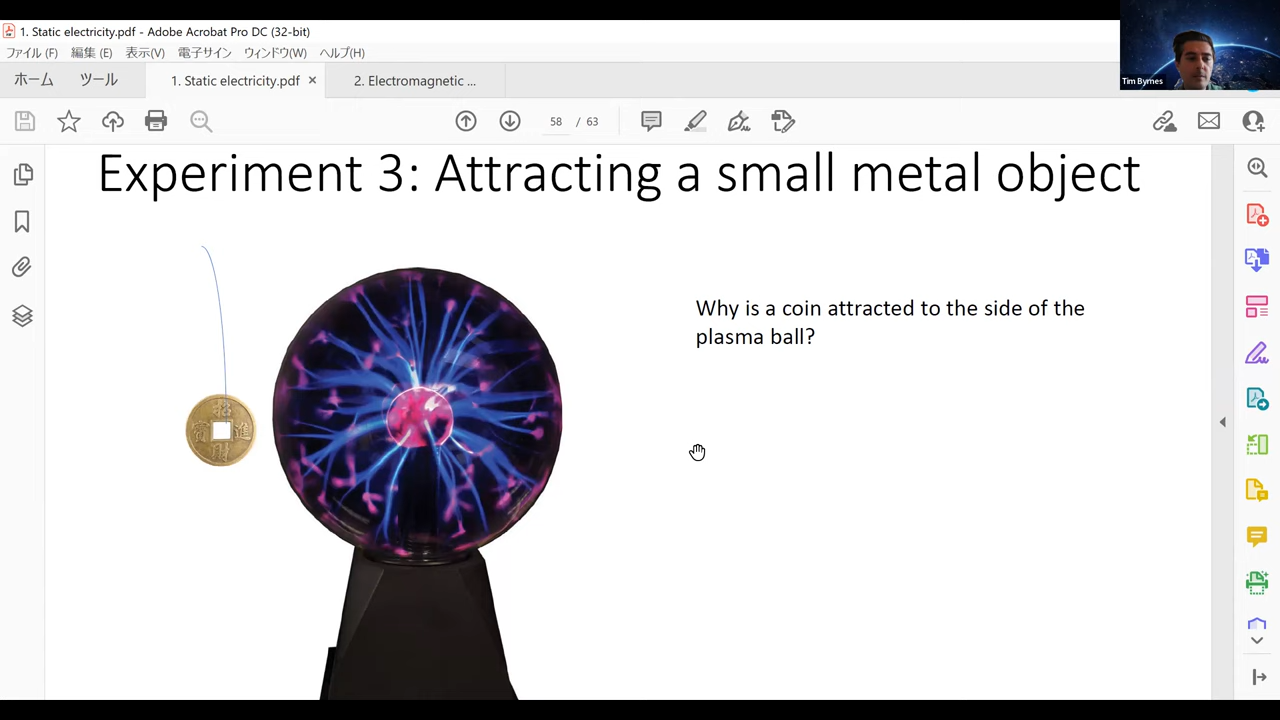 1. Static electricity.pdf - Adobe Acrobat Pro DC (32-bit)
ファイル (F) 編集 (E) 表示(V) 電子サイン ウィンドウ(W) ヘルプ(H)
ホーム ツール 1. Static electricity.pdf × 2. Electromagnetic ...
58 / 63
Tim Byrnes
Experiment 3: Attracting a small metal object
Why is a coin attracted to the side of the
plasma ball?
招
寶 進
財